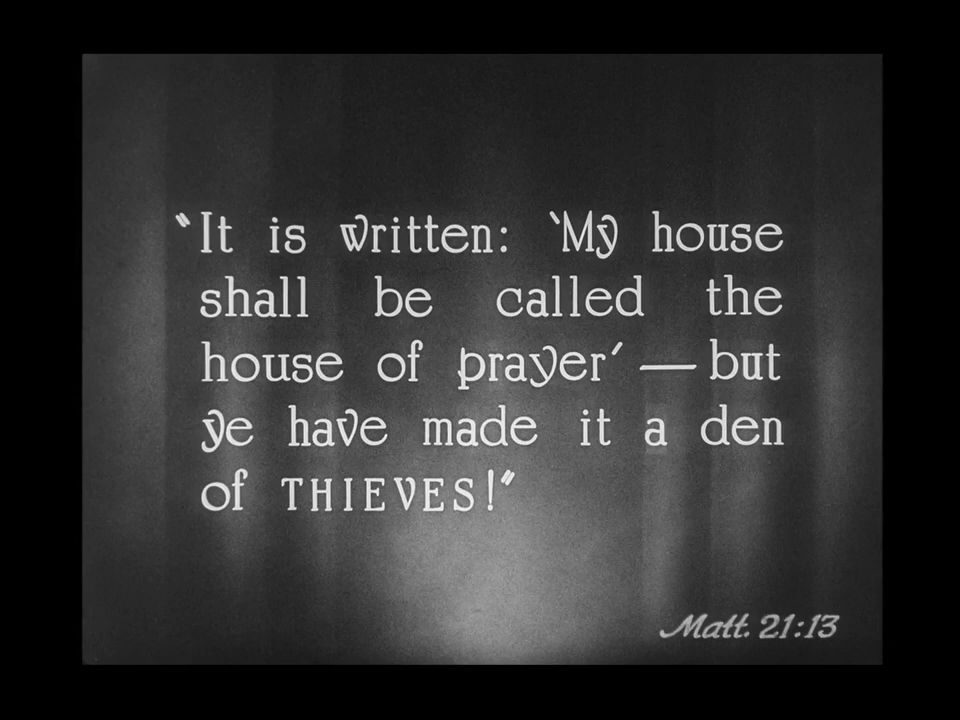 “It is written: ‘My house
shall be called the
house of prayer’ — but
ye have made it a den
of THIEVES!”
Matt. 21:13